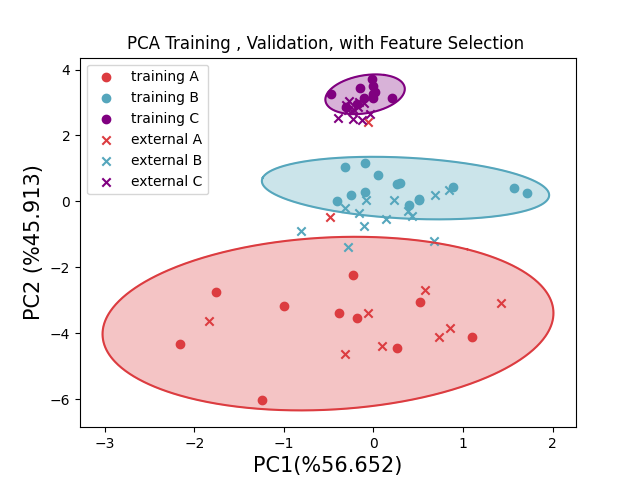 PCA Training , Validation, with Feature Selection
training A
training B
training C
external A
external B
external C
PC2 (%45.913)
4
2
0
−2
−4
−6
−3
−2
−1
0
1
2
PC1(%56.652)